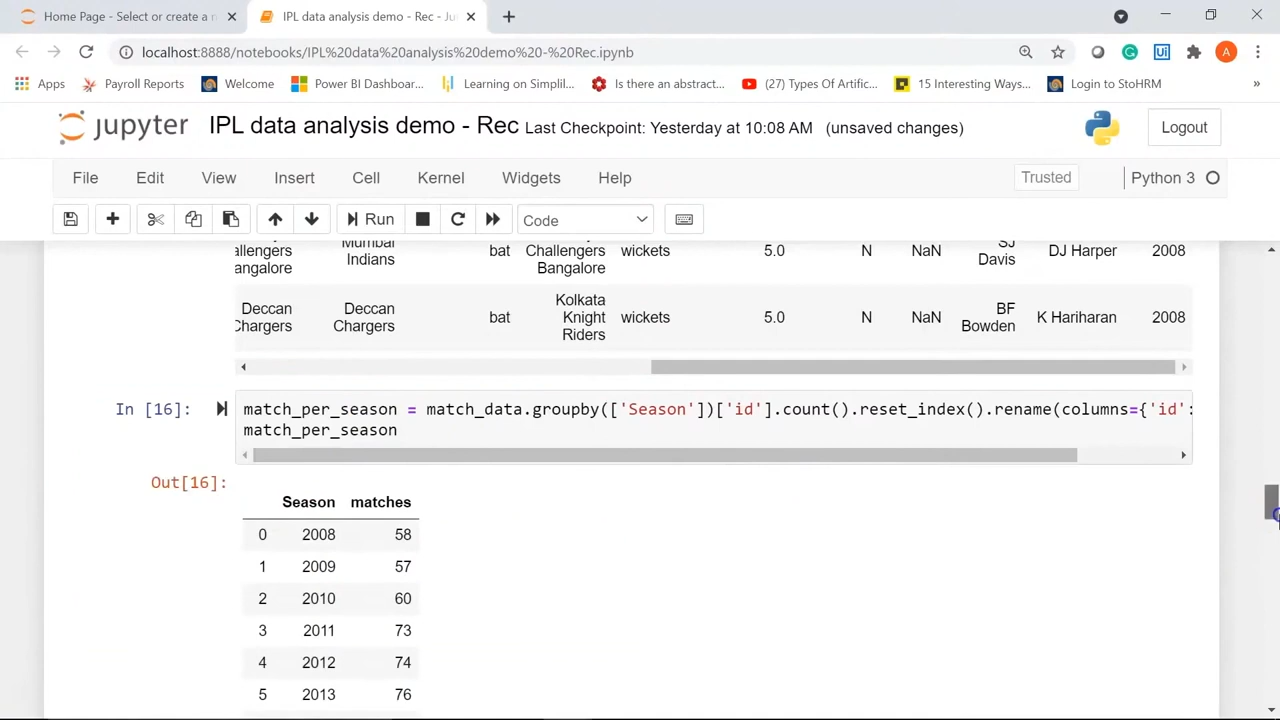 Home Page - Select or create a n
IPL data analysis demo - Rec - Ju
localhost:8888/notebooks/IPL%20data%20analysis%20demo%20-%20Rec.ipynb
A
Apps Payroll Reports Welcome Power BI Dashboar... Learning on Simplil... Is there an abstract... (27) Types Of Artific... 15 Interesting Ways... Login to StoHRM »
jupyter IPL data analysis demo - Rec Last Checkpoint: Yesterday at 10:08 AM (unsaved changes) Logout
File Edit View Insert Cell Kernel Widgets Help Trusted Python 3
Run Code
allengers Mumbai bat Challengers wickets 5.0 N NaN SJ DJ Harper 2008
angalore Indians Bangalore Davis
Deccan Deccan bat Kolkata wickets 5.0 N NaN BF K Hariharan 2008
Chargers Chargers Knight Bowden
Riders
In [16]: match_per_season = match_data.groupby(['Season'])['id'].count().reset_index().rename(columns={'id':
match_per_season
Out[16]:
Season matches
0 2008 58
1 2009 57
2 2010 60
3 2011 73
4 2012 74
5 2013 76